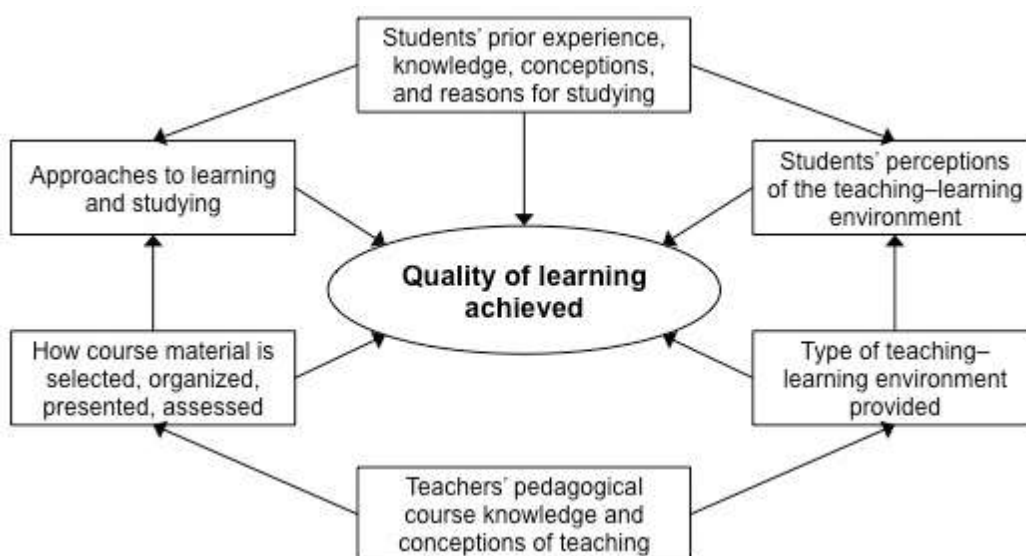 Students’ prior experience,
knowledge, conceptions,
and reasons for studying
Approaches to learning
and studying
Students’ perceptions
of the teaching–learning
environment
Quality of learning
achieved
How course material is
selected, organized,
presented, assessed
Type of teaching–
learning environment
provided
Teachers’ pedagogical
course knowledge and
conceptions of teaching